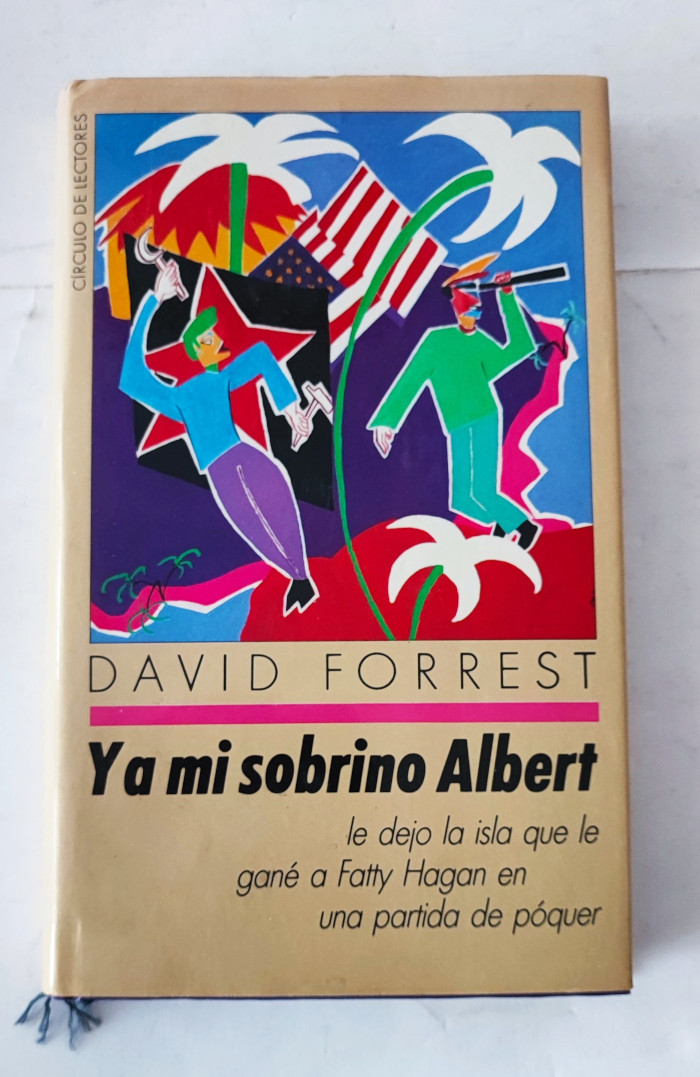 CÍRCULO DE LECTORES
DAVID FORREST
Y a mi sobrino Albert
le dejo la isla que le
gané a Fatty Hagan en
una partida de póquer